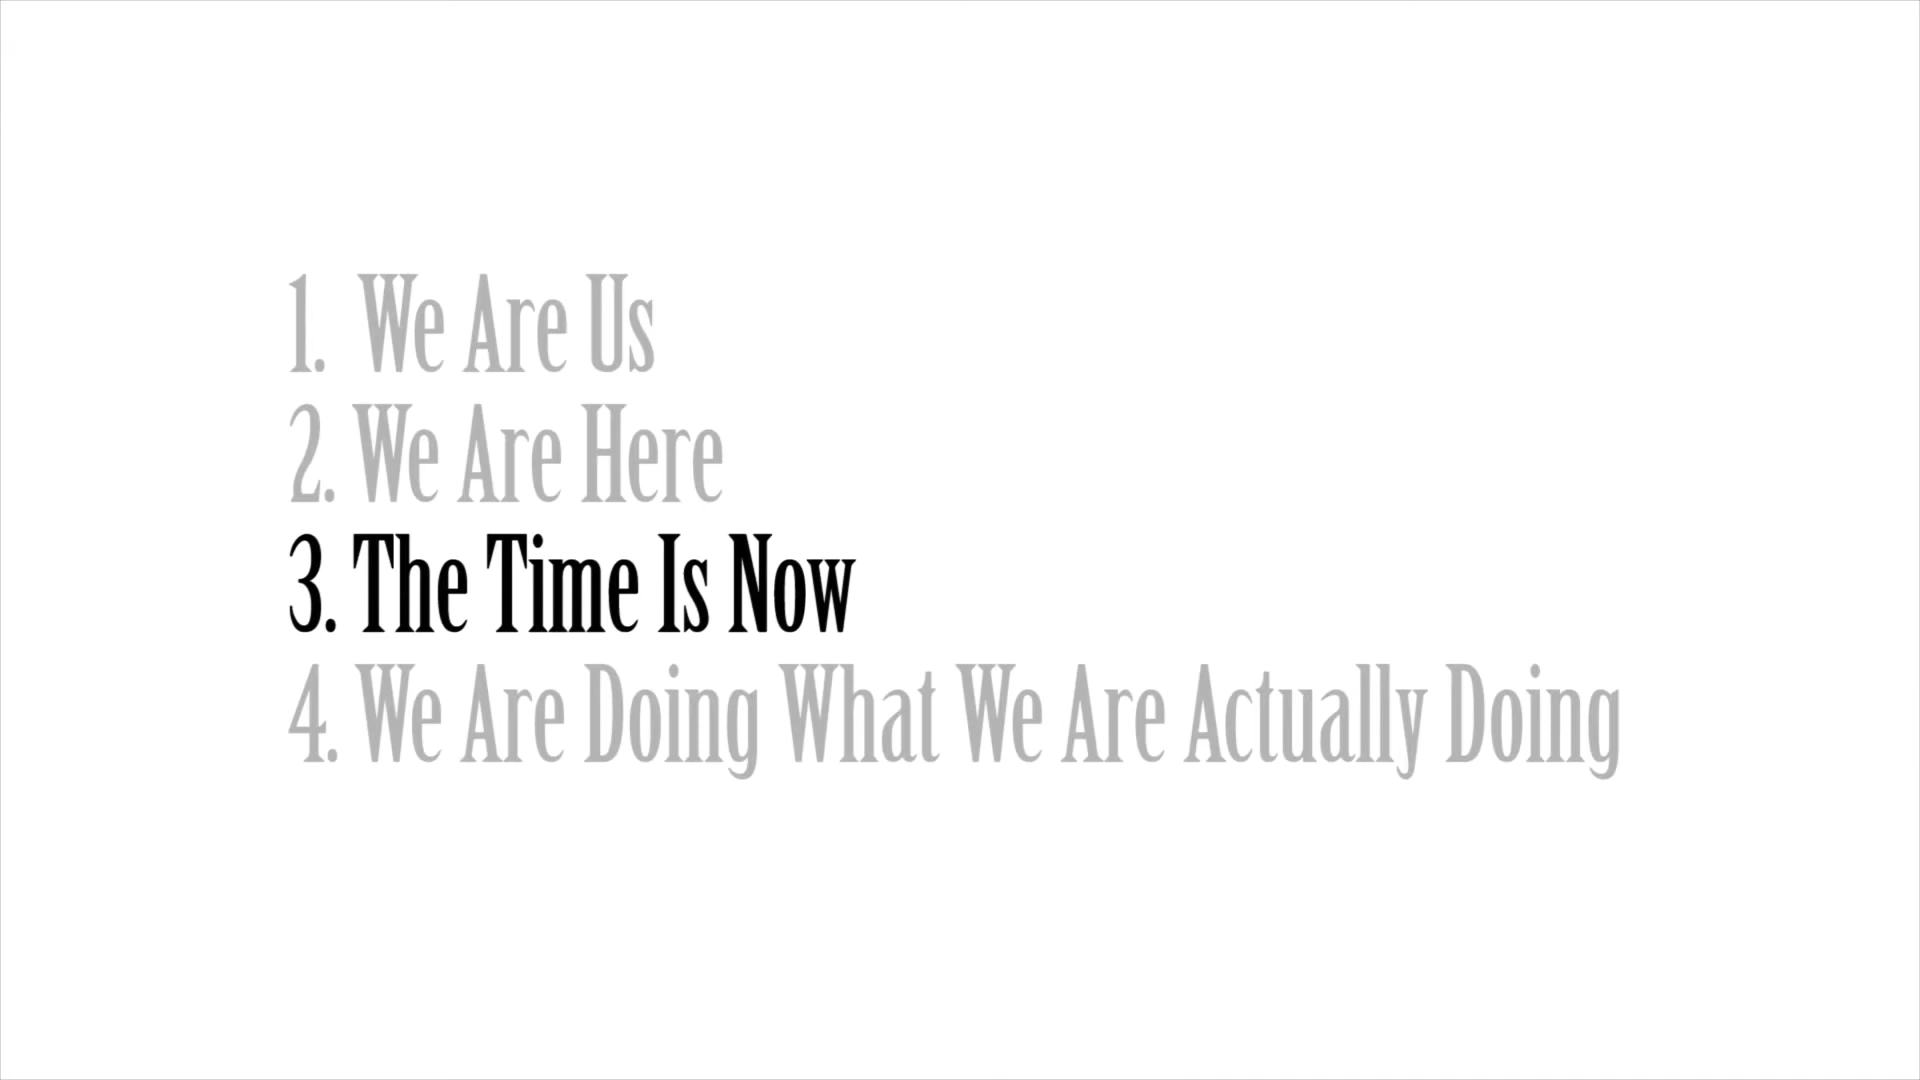 1. We Are Us
2. We Are Here
3. The Time Is Now
4. We Are Doing What We Are Actually Doing